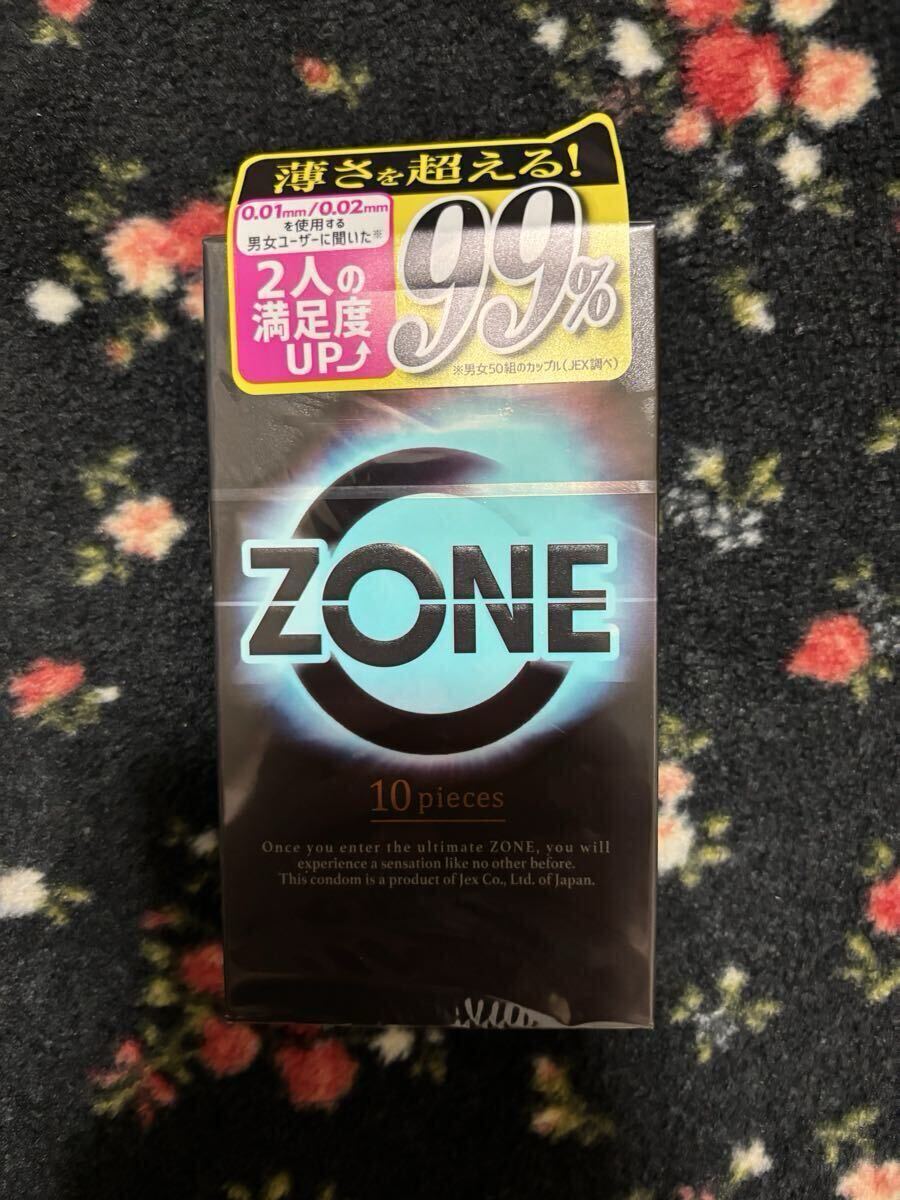 薄さを超える!
0.01mm/0.02mm
を使用する
男女ユーザーに聞いた※
2人の
満足度
UP
99%
※男女50組のカップル(JEX調べ)
ZONE
10 pieces
Once you enter the ultimate ZONE, you will
experience a sensation like no other before.
This condom is a product of Jex Co., Ltd. of Japan.